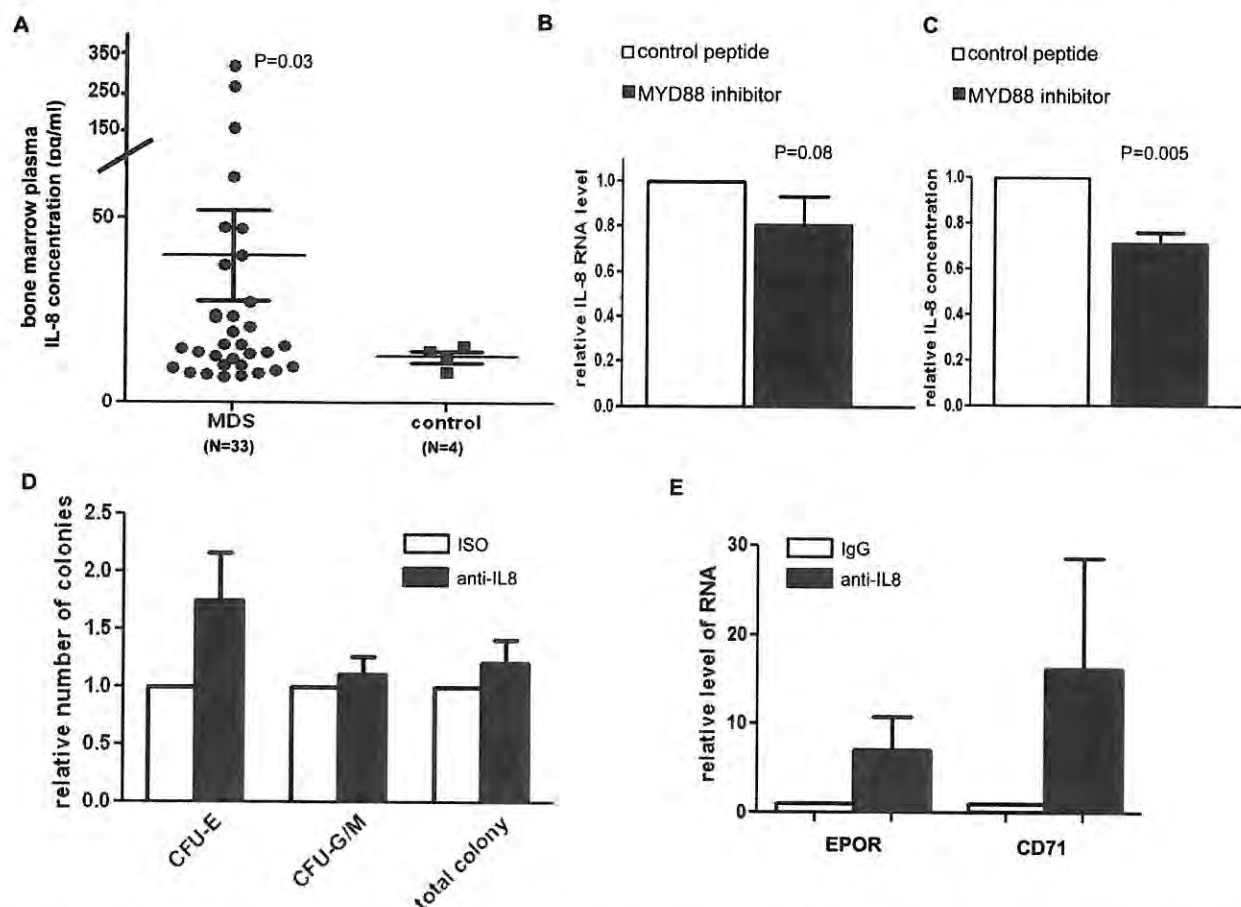 A
bone marrow plasma
IL-8 concentration (pg/ml)
350
250
150
50
0
P=0.03
MDS
(N=33)
control
(N=4)
B
control peptide
MYD88 inhibitor
P=0.08
relative IL-8 RNA level
1.0
0.8
0.6
0.4
0.2
0.0
C
control peptide
MYD88 inhibitor
P=0.005
relative IL-8 concentration
1.0
0.8
0.6
0.4
0.2
0.0
D
relative number of colonies
2.5
2.0
1.5
1.0
0.5
0.0
ISO
anti-IL8
CFU-E
CFU-G/M
total colony
E
relative level of RNA
30
20
10
0
IgG
anti-IL8
EPOR
CD71